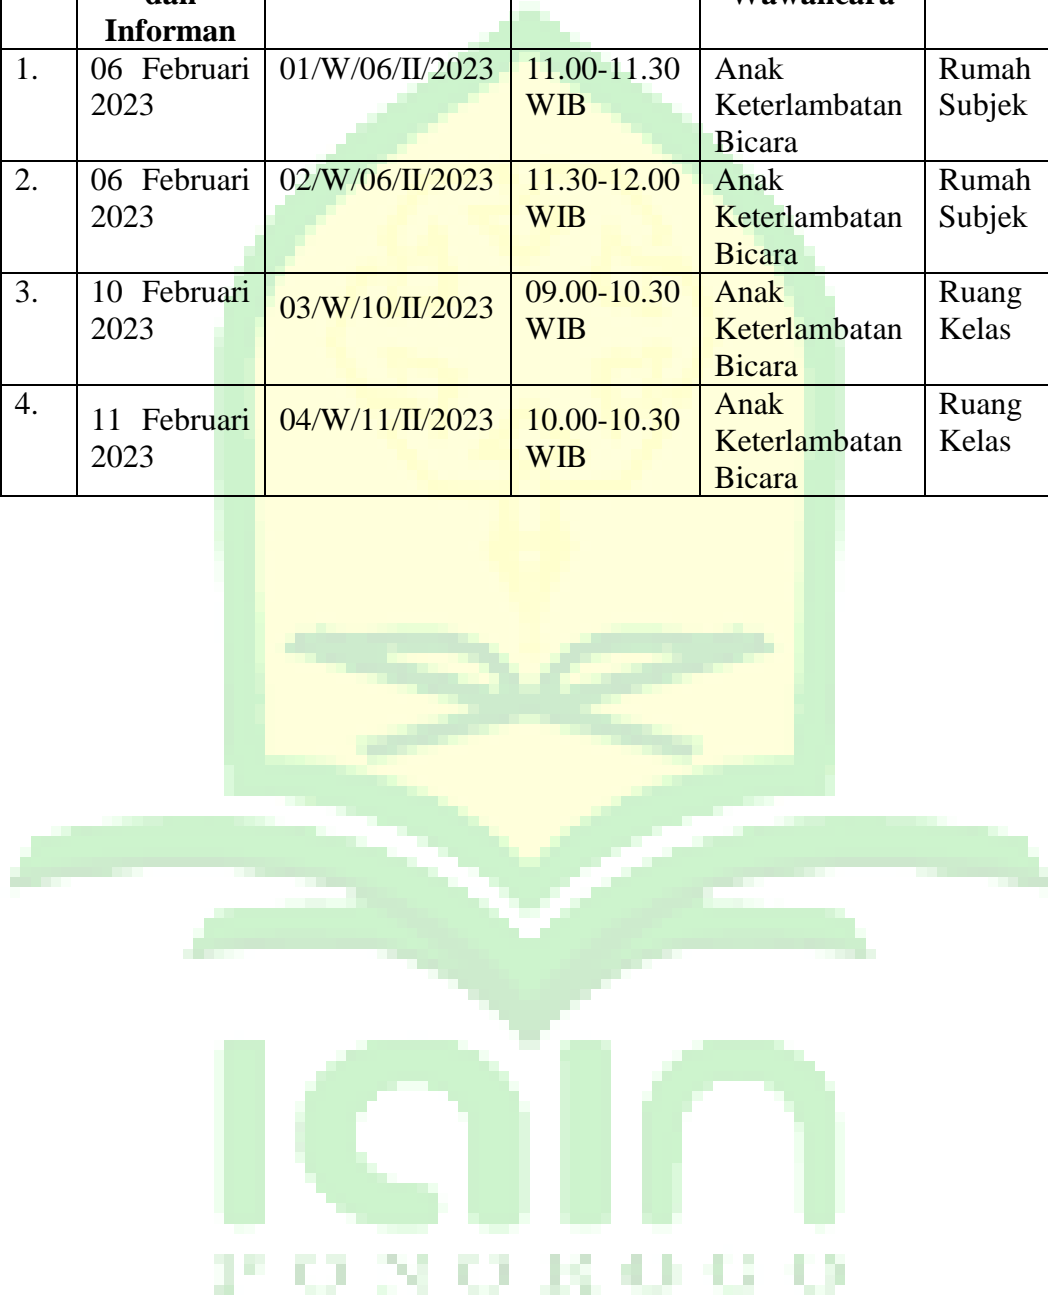 Informan
1. 06 Februari 01/W/06/II/2023 11.00-11.30 Anak Rumah
2023 WIB Keterlambatan Subjek
Bicara
2. 06 Februari 02/W/06/II/2023 11.30-12.00 Anak Rumah
2023 WIB Keterlambatan Subjek
Bicara
3. 10 Februari 03/W/10/II/2023 09.00-10.30 Anak Ruang
2023 WIB Keterlambatan Kelas
Bicara
4. 11 Februari 04/W/11/II/2023 10.00-10.30 Anak Ruang
2023 WIB Keterlambatan Kelas
Bicara
iain
PONOROGO